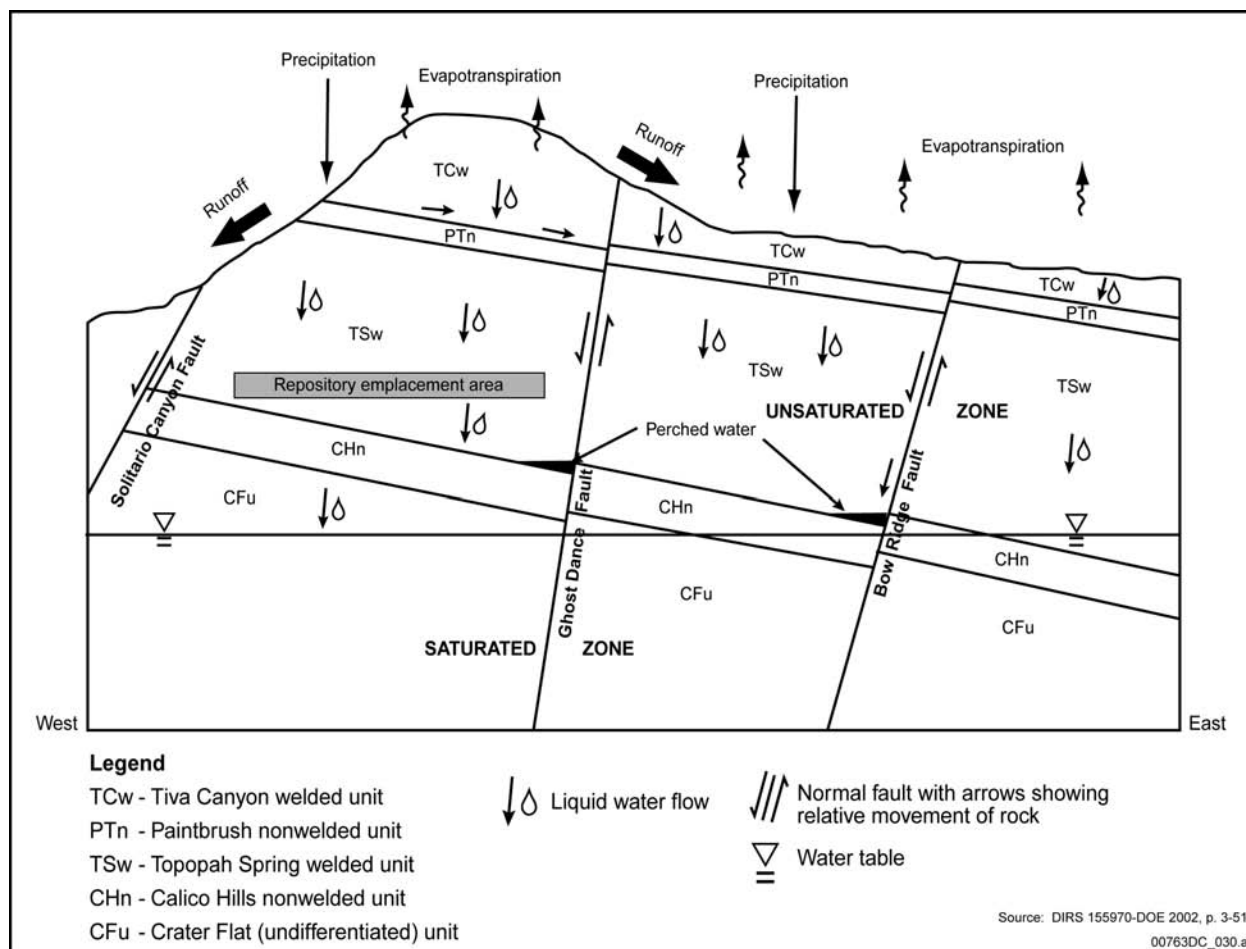 Precipitation
Evapotranspiration
Precipitation
Evapotranspiration
Runoff
Runoff
TCw
PTn
TCw
PTn
TCw
PTn
TSw
TSw
TSw
Repository emplacement area
UNSATURATED ZONE
Perched water
Solitario Canyon Fault
CHn
CHn
CHn
CFu
CFu
CFu
Ghost Dance Fault
Bow Ridge Fault
SATURATED ZONE
West
East
Legend
TCw - Tiva Canyon welded unit
PTn - Paintbrush nonwelded unit
TSw - Topopah Spring welded unit
CHn - Calico Hills nonwelded unit
CFu - Crater Flat (undifferentiated) unit
Liquid water flow
Normal fault with arrows showing
relative movement of rock
Water table
Source: DIRS 155970-DOE 2002, p. 3-51